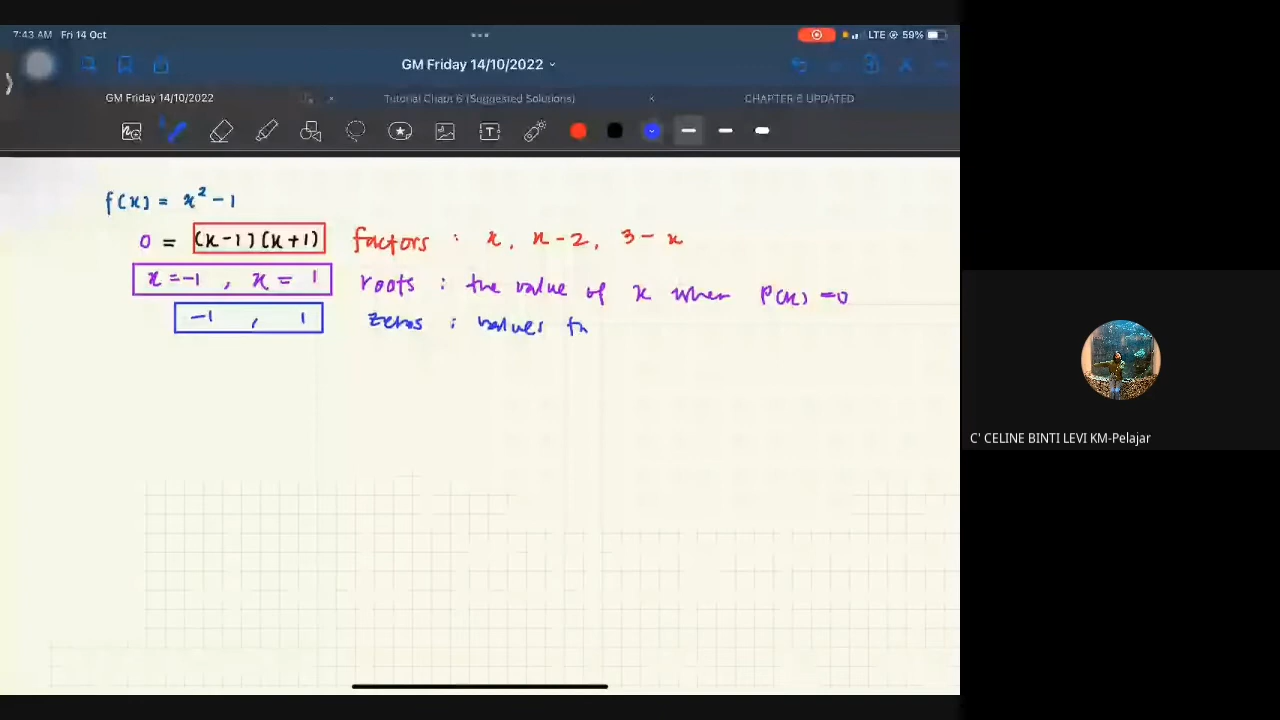 7:43 AM Fri 14 Oct
LTE 59%
GM Friday 14/10/2022
GM Friday 14/10/2022
Tutorial Chapt 6 (Suggested Solutions)
CHAPTER 6 UPDATED
f(x) = x² - 1
0 = (x-1)(x+1) factors : x, x-2, 3-x
x = -1 , x = 1 roots : the value of x when P(x) = 0
-1 , 1 zeros : values th
C' CELINE BINTI LEVI KM-Pelajar